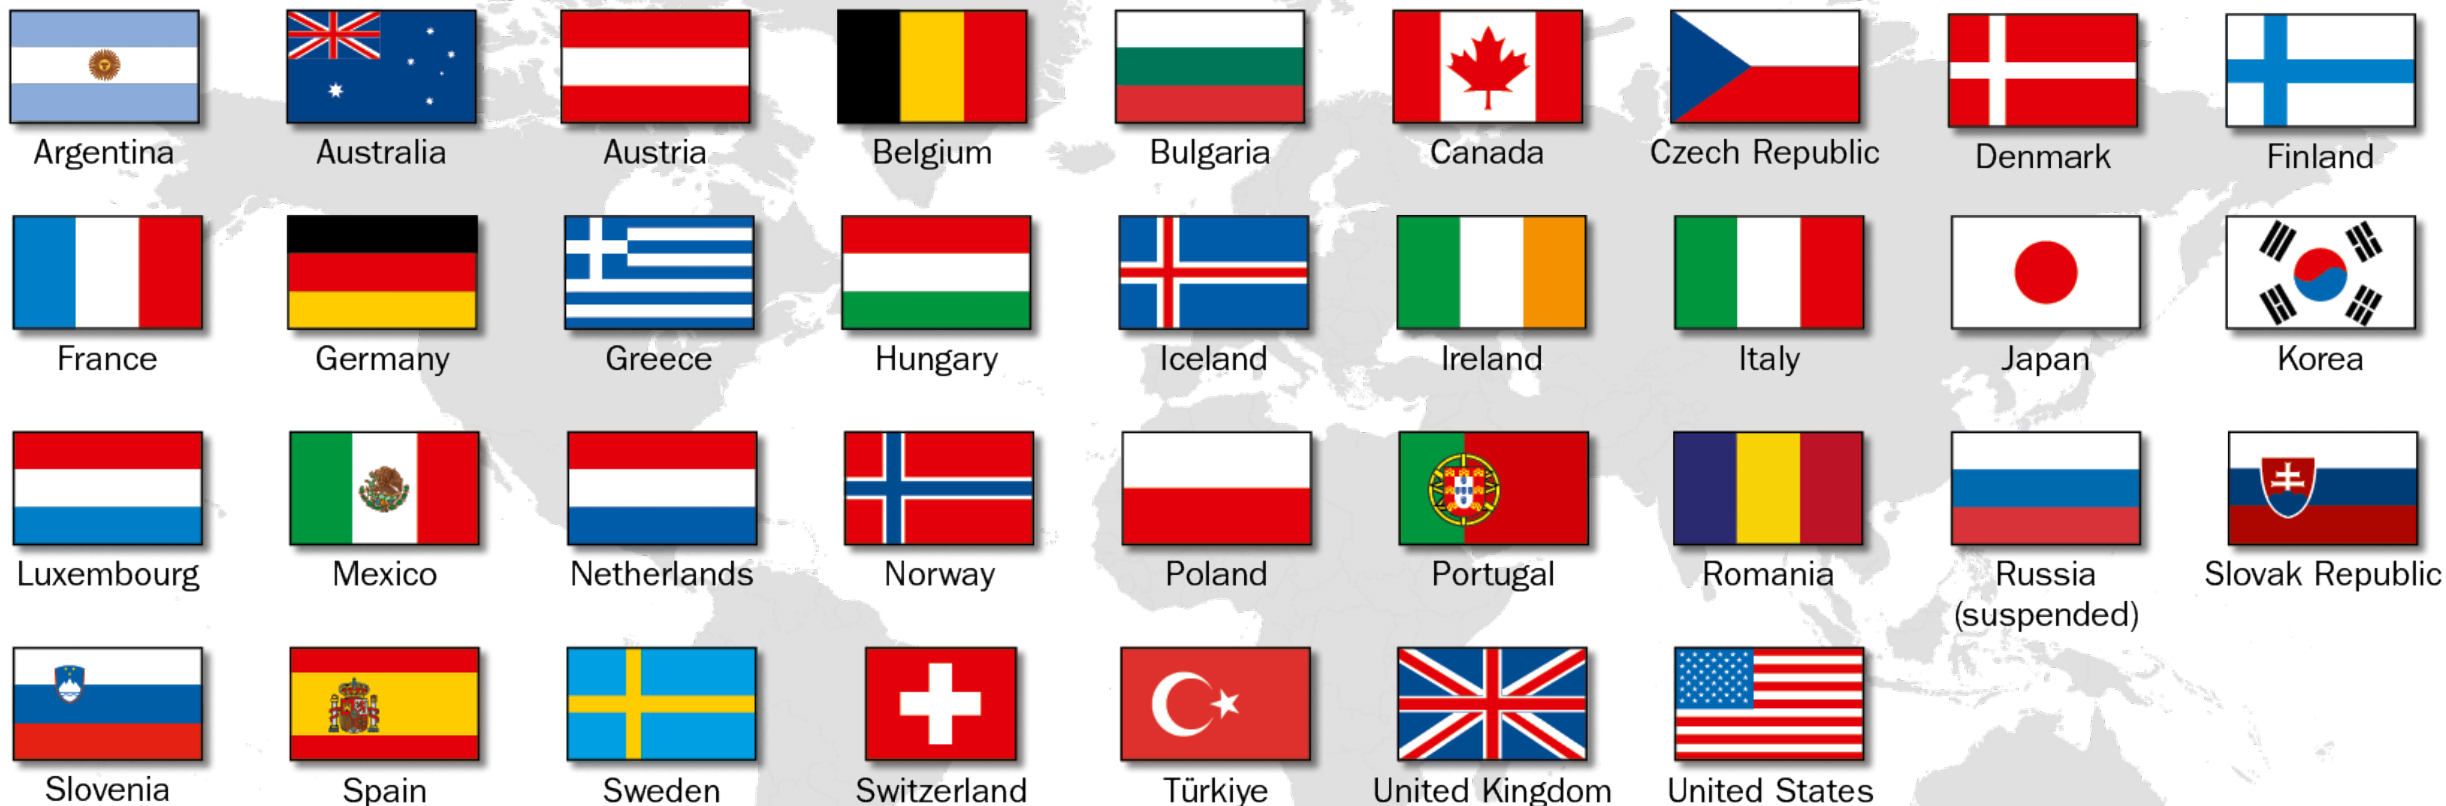 Argentina
Australia
Austria
Belgium
Bulgaria
Canada
Czech Republic
Denmark
Finland
France
Germany
Greece
Hungary
Iceland
Ireland
Italy
Japan
Korea
Luxembourg
Mexico
Netherlands
Norway
Poland
Portugal
Romania
Russia
(suspended)
Slovak Republic
Slovenia
Spain
Sweden
Switzerland
Türkiye
United Kingdom
United States